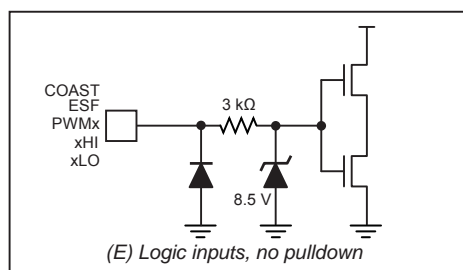 COAST
ESF
PWMx
xHI
xLO
3 kΩ
8.5 V
(E) Logic inputs, no pulldown